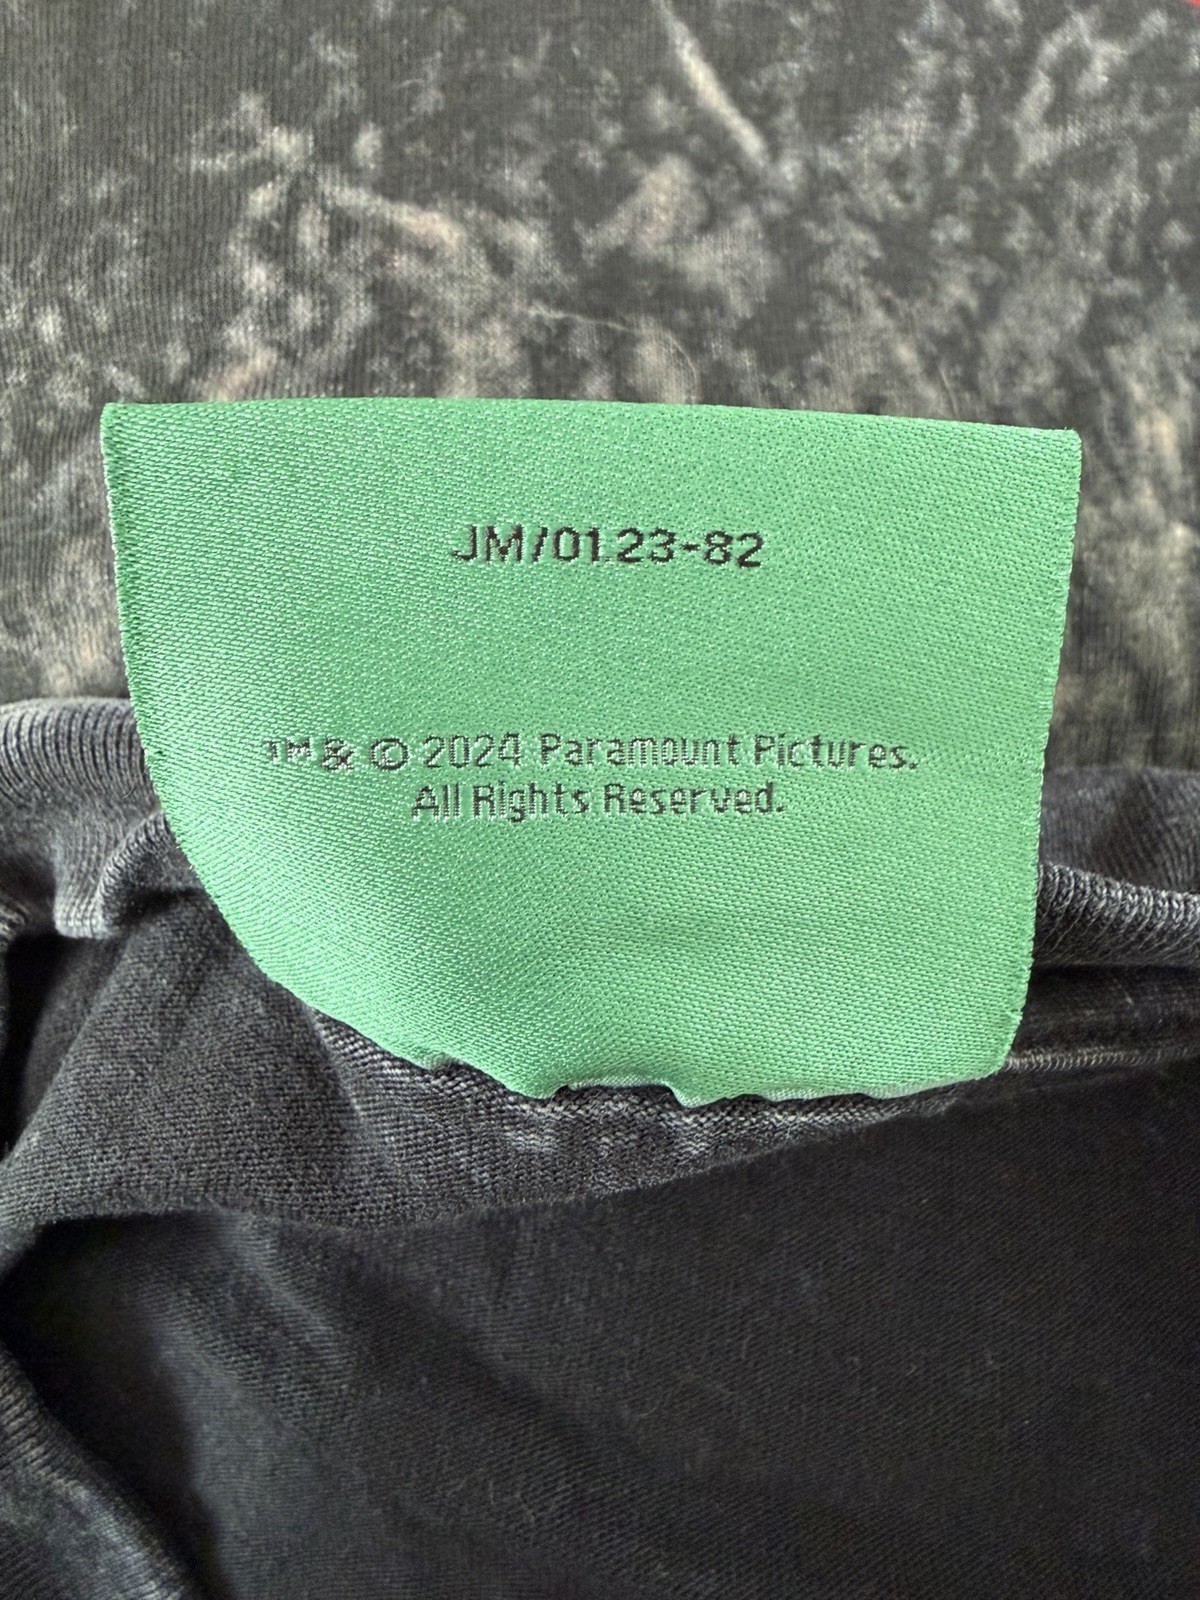 JM/01.23-82
™ & © 2024 Paramount Pictures.
All Rights Reserved.